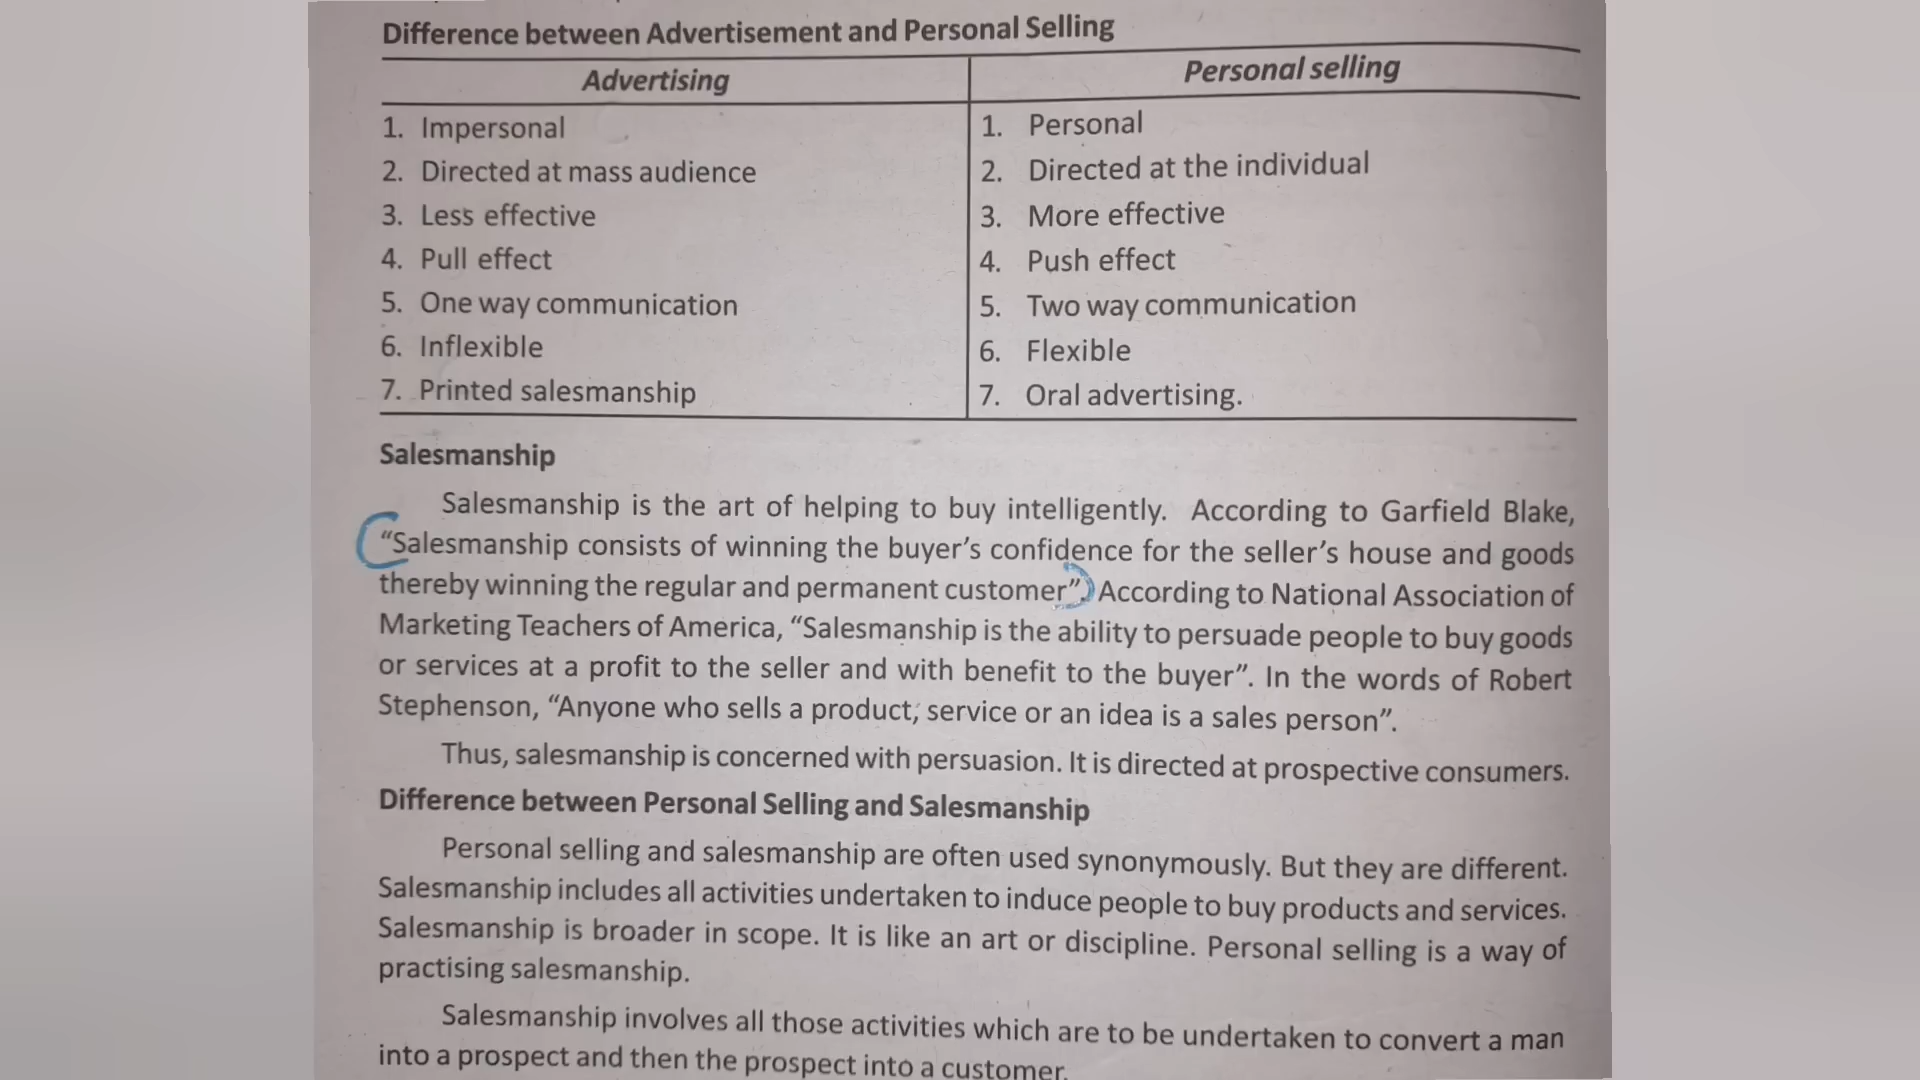 Difference between Advertisement and Personal Selling
Advertising
Personal selling
1. Impersonal
1. Personal
2. Directed at mass audience
2. Directed at the individual
3. Less effective
3. More effective
4. Pull effect
4. Push effect
5. One way communication
5. Two way communication
6. Inflexible
6. Flexible
7. Printed salesmanship
7. Oral advertising.
Salesmanship
Salesmanship is the art of helping to buy intelligently. According to Garfield Blake,
“Salesmanship consists of winning the buyer’s confidence for the seller’s house and goods
thereby winning the regular and permanent customer”. According to National Association of
Marketing Teachers of America, “Salesmanship is the ability to persuade people to buy goods
or services at a profit to the seller and with benefit to the buyer”. In the words of Robert
Stephenson, “Anyone who sells a product, service or an idea is a sales person”.
Thus, salesmanship is concerned with persuasion. It is directed at prospective consumers.
Difference between Personal Selling and Salesmanship
Personal selling and salesmanship are often used synonymously. But they are different.
Salesmanship includes all activities undertaken to induce people to buy products and services.
Salesmanship is broader in scope. It is like an art or discipline. Personal selling is a way of
practising salesmanship.
Salesmanship involves all those activities which are to be undertaken to convert a man
into a prospect and then the prospect into a customer.